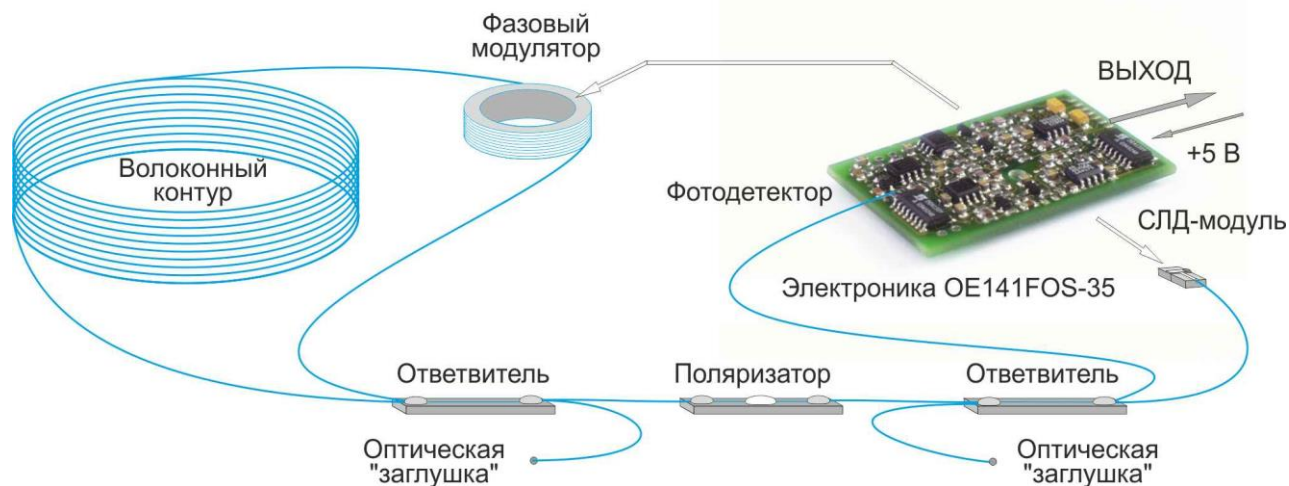 Фазовый
модулятор
ВЫХОД
+5 В
Волоконный
контур
Фотодетектор
СЛД-модуль
Электроника OE141FOS-35
Ответвитель
Поляризатор
Ответвитель
Оптическая
"заглушка"
Оптическая
"заглушка"